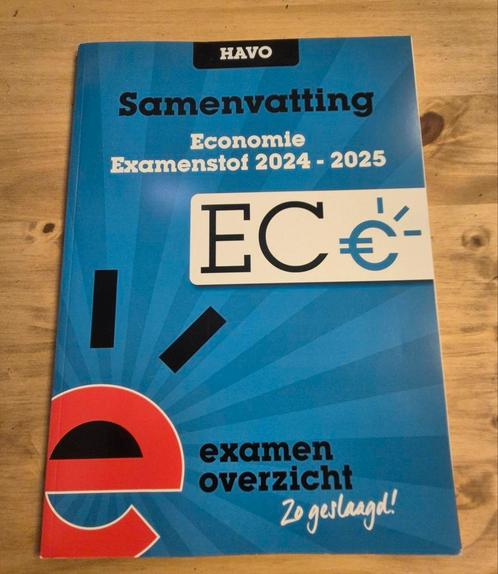 HAVO
Samenvatting
Economie
Examenstof 2024 - 2025
EC €
examen
overzicht
Zo geslaagd!
e